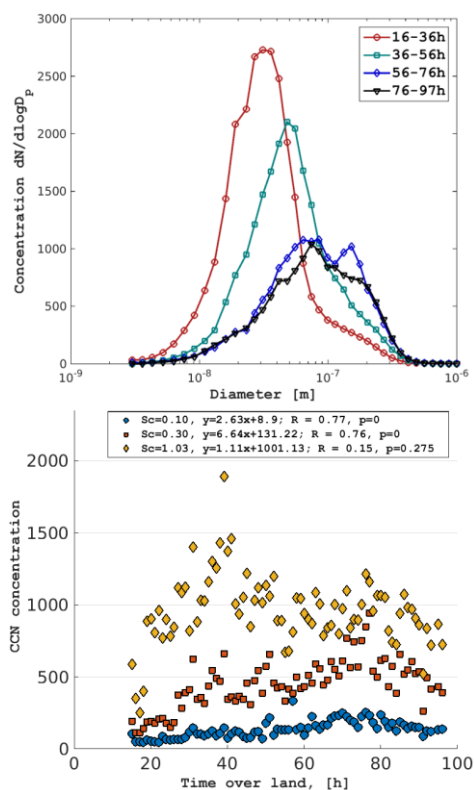 3000
2500
2000
1500
1000
500
0
Concentration dN/dlogDp
16-36h
36-56h
56-76h
76-97h
10^-9 10^-8 10^-7 10^-6
Diameter [m]
Sc=0.10, y=2.63x+8.9; R = 0.77, p=0
Sc=0.30, y=6.64x+131.22; R = 0.76, p=0
Sc=1.03, y=1.11x+1001.13; R = 0.15, p=0.275
2000
1500
1000
500
0
CCN concentration
0 20 40 60 80 100
Time over land, [h]